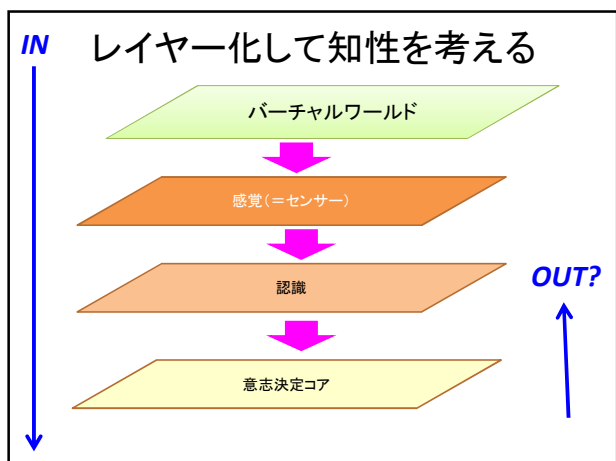 IN
レイヤー化して知性を考える
バーチャルワールド
感覚(=センサー)
認識
OUT?
意志決定コア